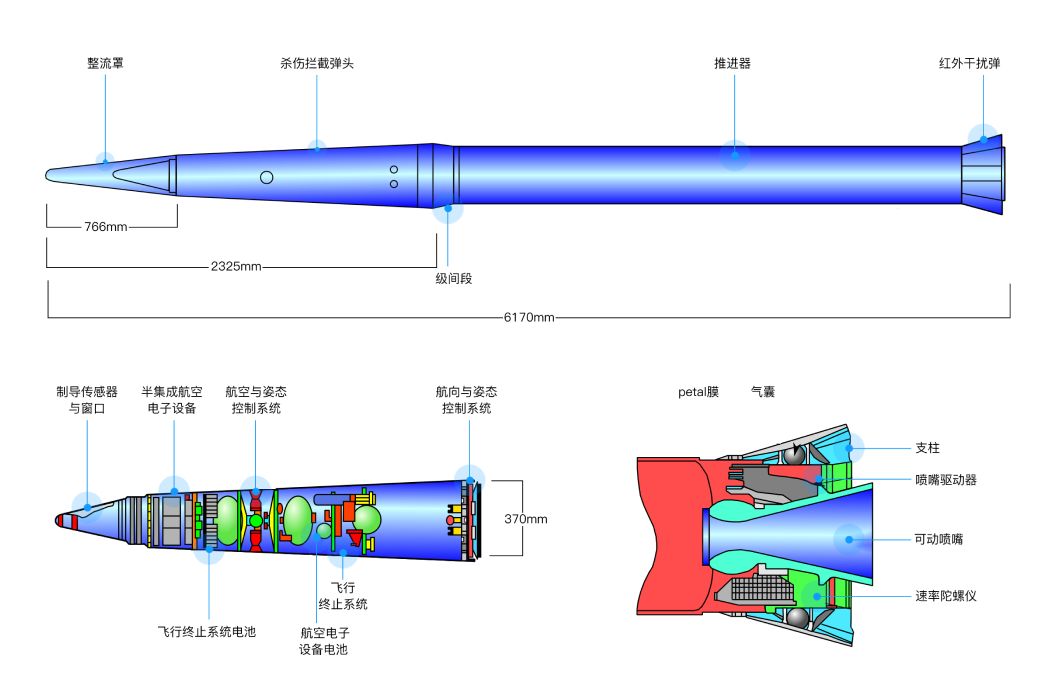 整流罩
杀伤拦截弹头
推进器
红外干扰弹
766mm
2325mm
级间段
6170mm
制导传感器
与窗口
半集成航空
电子设备
航空与姿态
控制系统
航向与姿态
控制系统
370mm
飞行
终止系统
飞行终止系统电池
航空电子
设备电池
petal膜
气囊
支柱
喷嘴驱动器
可动喷嘴
速率陀螺仪